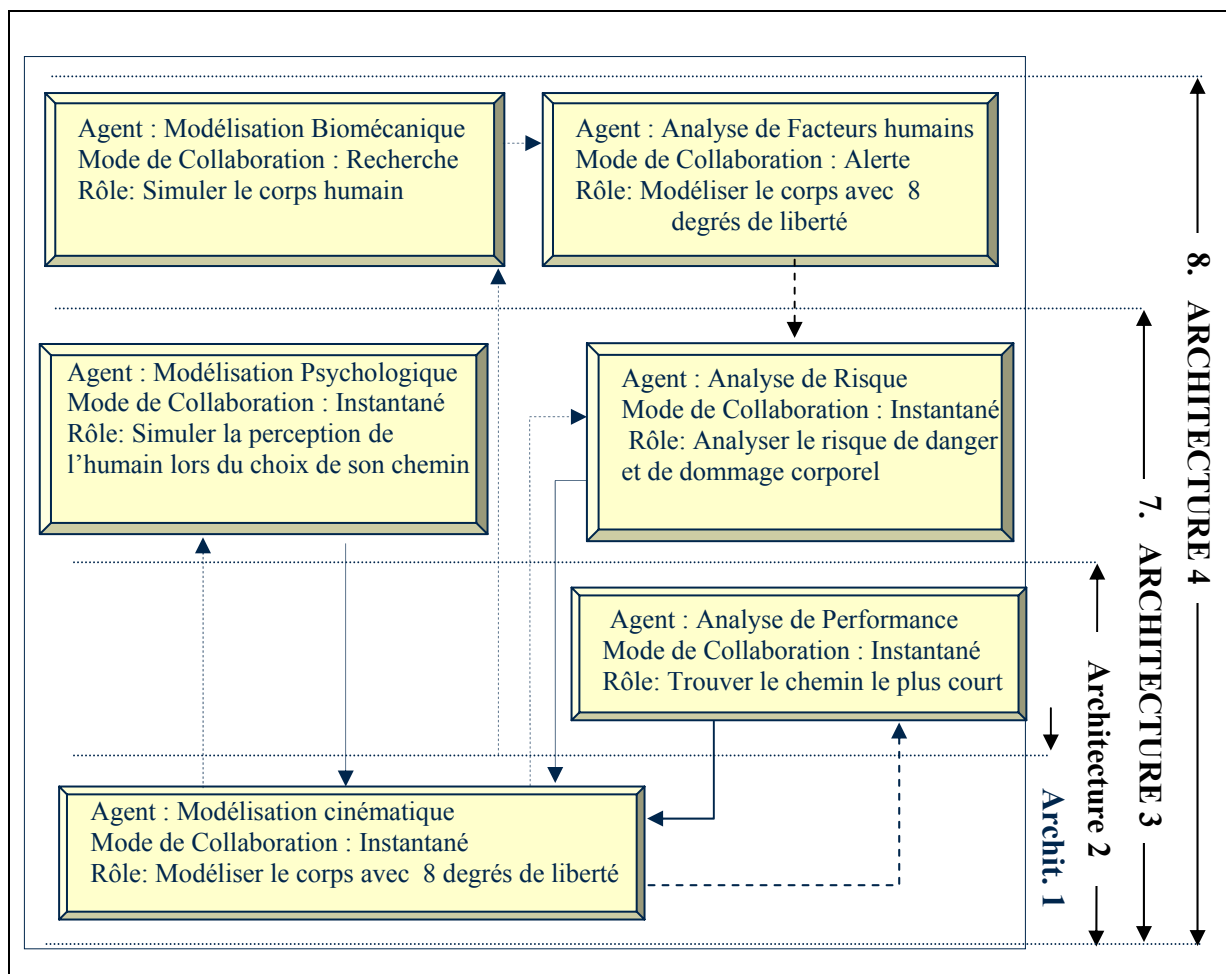 Agent : Modélisation Biomécanique
Mode de Collaboration : Recherche
Rôle: Simuler le corps humain
Agent : Analyse de Facteurs humains
Mode de Collaboration : Alerte
Rôle: Modéliser le corps avec 8
degrés de liberté
Agent : Modélisation Psychologique
Mode de Collaboration : Instantané
Rôle: Simuler la perception de
l’humain lors du choix de son chemin
Agent : Analyse de Risque
Mode de Collaboration : Instantané
Rôle: Analyser le risque de danger
et de dommage corporel
Agent : Analyse de Performance
Mode de Collaboration : Instantané
Rôle: Trouver le chemin le plus court
Agent : Modélisation cinématique
Mode de Collaboration : Instantané
Rôle: Modéliser le corps avec 8 degrés de liberté
Archit. 1
Architecture 2
7. ARCHITECTURE 3
8. ARCHITECTURE 4